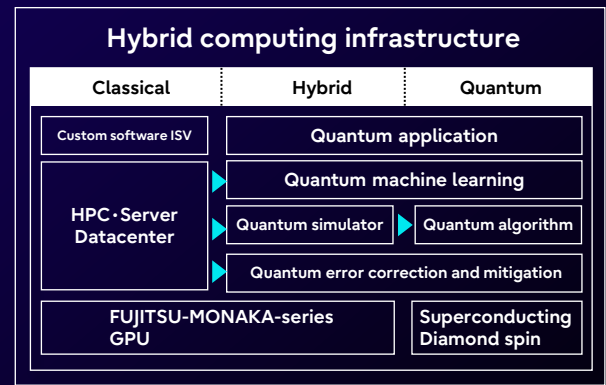 Hybrid computing infrastructure
Classical
Hybrid
Quantum
Custom software ISV
Quantum application
HPC・Server
Datacenter
Quantum machine learning
Quantum simulator
Quantum algorithm
Quantum error correction and mitigation
FUJITSU-MONAKA-series
GPU
Superconducting
Diamond spin